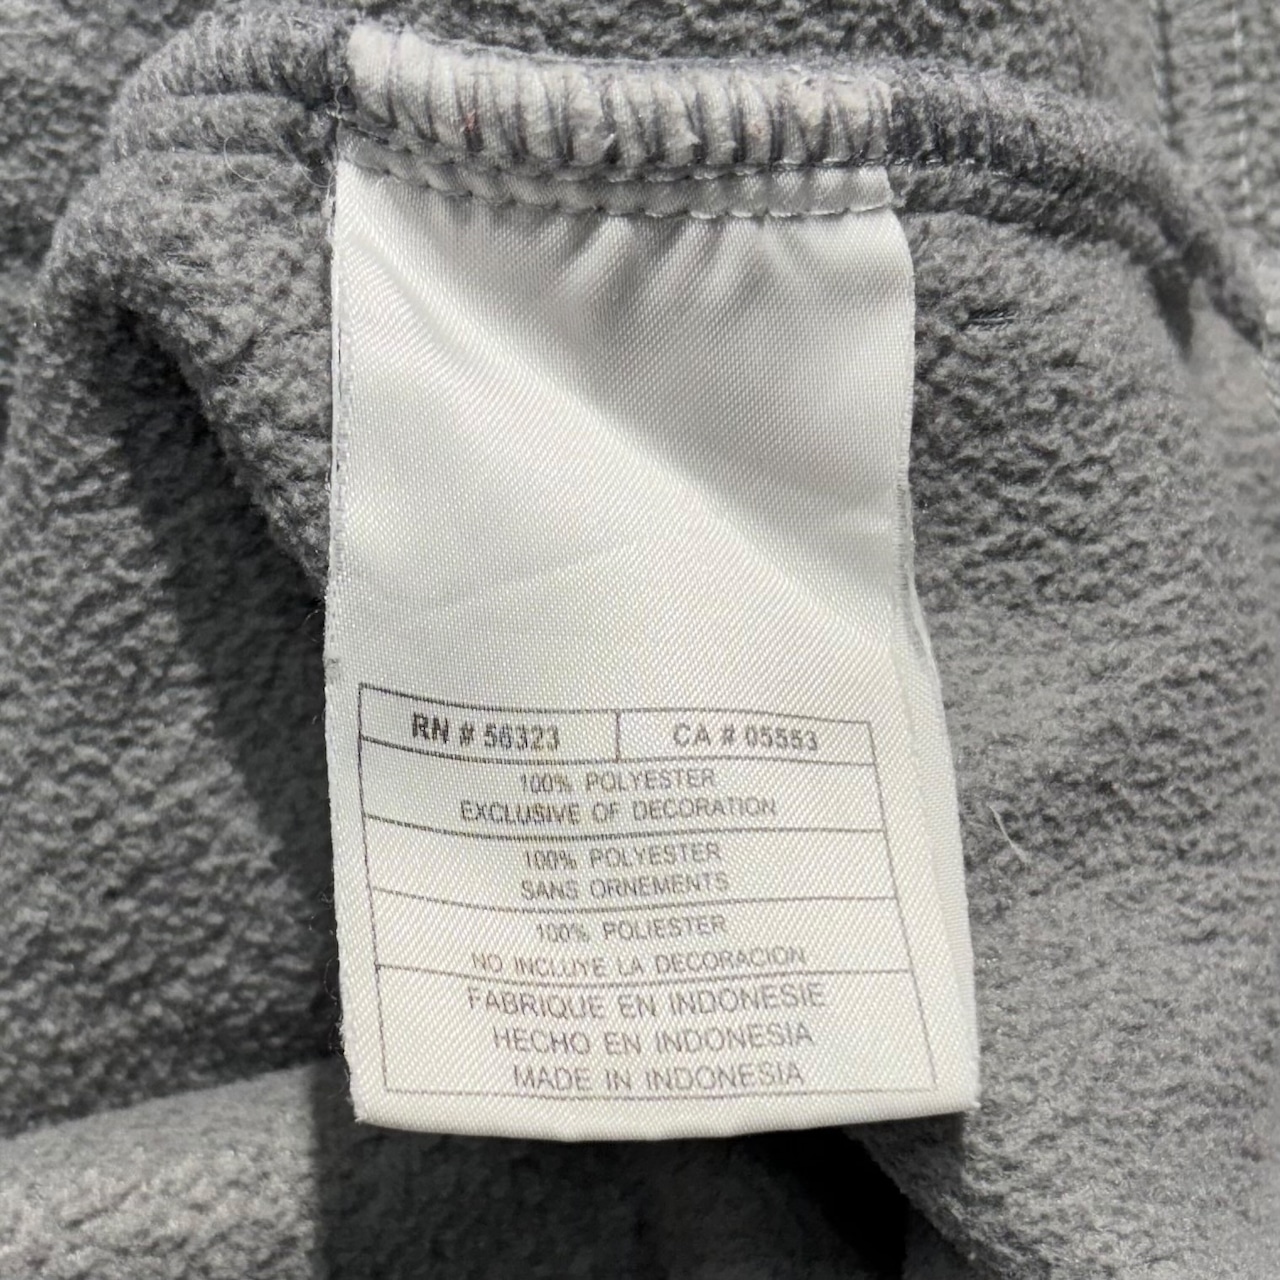 RN # 56323 CA # 05553
100% POLYESTER
EXCLUSIVE OF DECORATION
100% POLYESTER
SANS ORNEMENTS
100% POLIESTER
NO INCLUYE LA DECORACION
FABRIQUE EN INDONESIE
HECHO EN INDONESIA
MADE IN INDONESIA